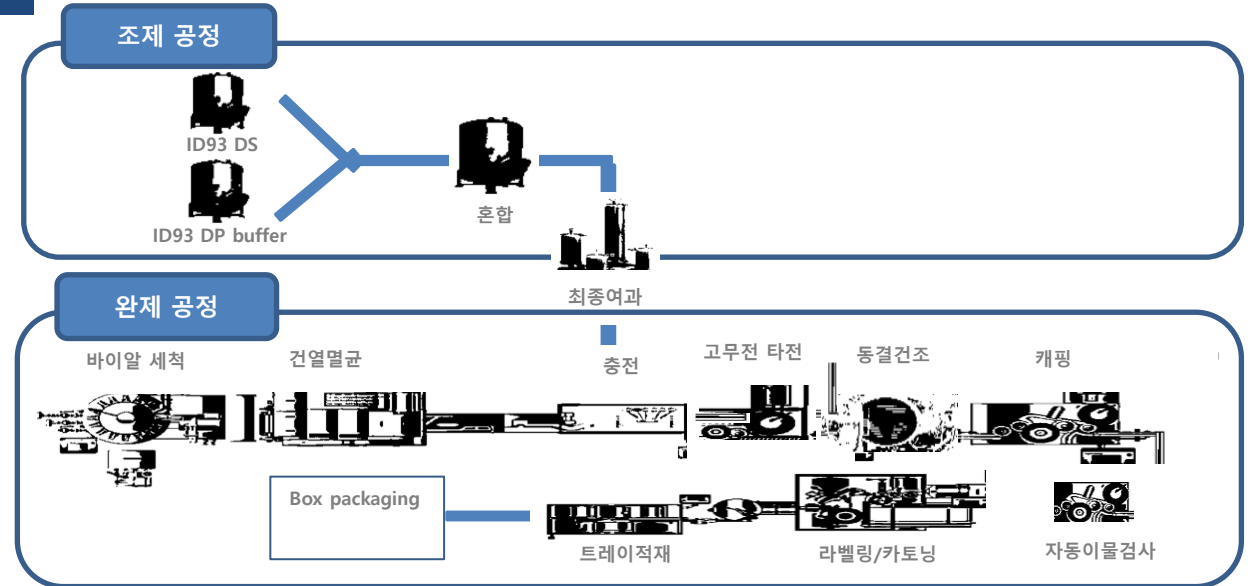 조제 공정
ID93 DS
ID93 DP buffer
혼합
최종여과
완제 공정
바이알 세척
건열멸균
충전
고무전 타전
동결건조
캐핑
Box packaging
트레이적재
라벨링/카토닝
자동이물검사